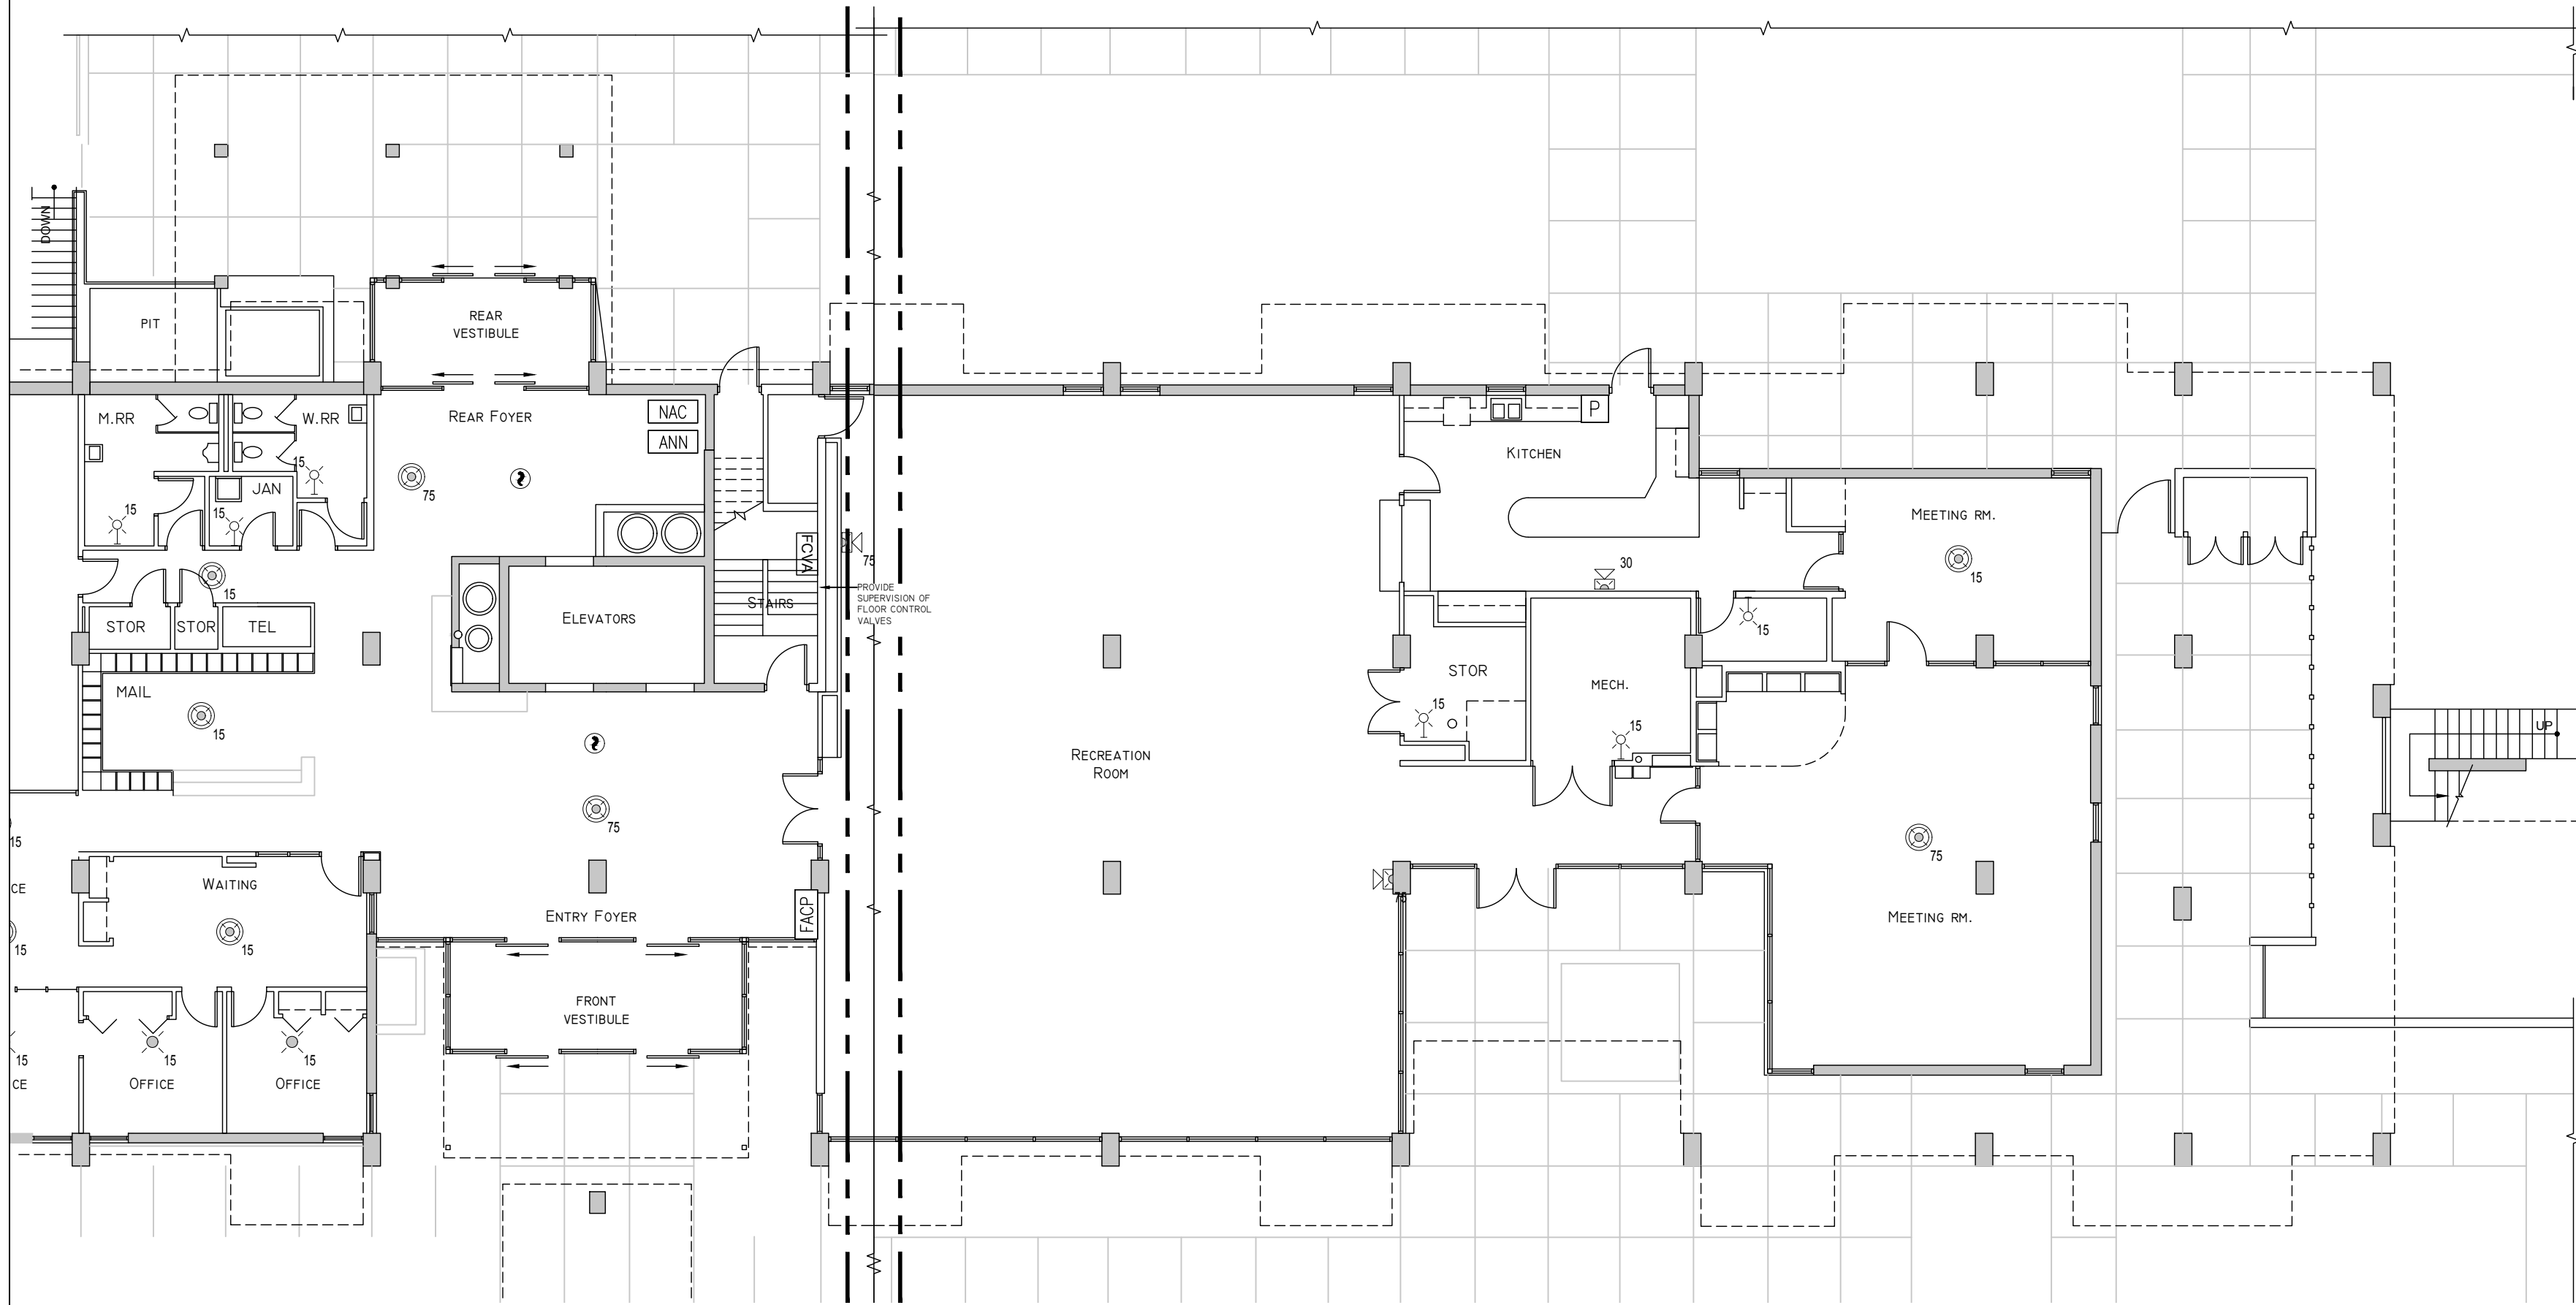 DOWN
PIT
REAR
VESTIBULE
M.RR
W.RR
REAR FOYER
NAC
ANN
15
JAN
75
15
15
KITCHEN
P
MEETING RM.
15
FCVA
75
PROVIDE
SUPERVISION OF
FLOOR CONTROL
VALVES
STAIRS
ELEVATORS
30
15
15
STOR
STOR
TEL
MAIL
15
STOR
15
MECH.
15
RECREATION
ROOM
UP
75
75
15
CE
15
WAITING
15
ENTRY FOYER
FACP
MEETING RM.
FRONT
VESTIBULE
15
CE
15
OFFICE
15
OFFICE